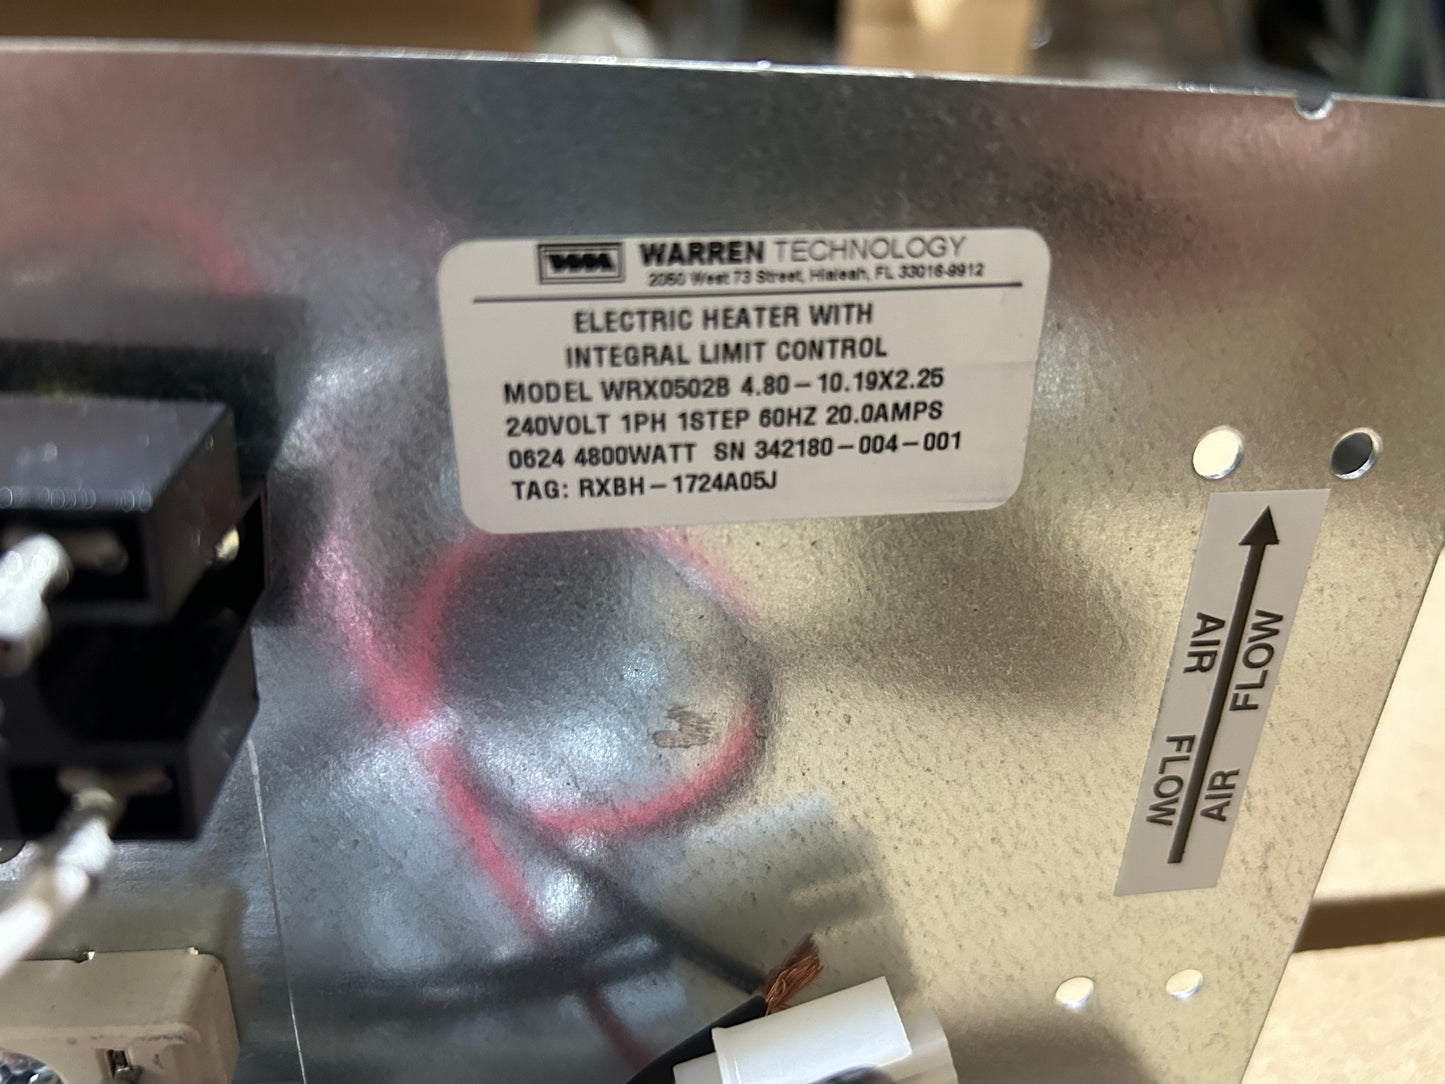 WARREN TECHNOLOGY
2050 West 73 Street, Hialeah, FL 33016-9912
ELECTRIC HEATER WITH
INTEGRAL LIMIT CONTROL
MODEL WRX0502B 4.80-10.19X2.25
240VOLT 1PH 1STEP 60HZ 20.0AMPS
0624 4800WATT SN 342180-004-001
TAG: RXBH-1724A05J
AIR FLOW
AIR FLOW